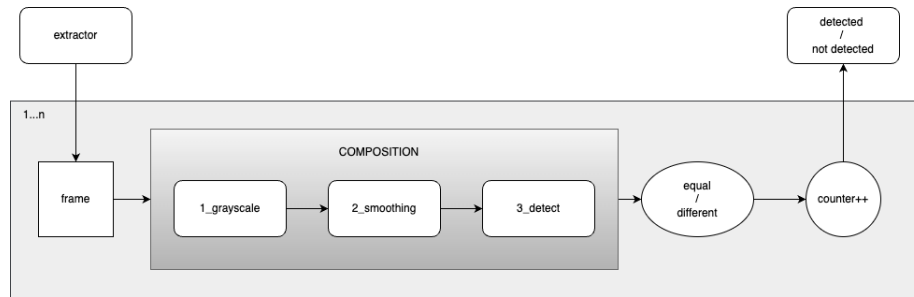 extractor
detected
/
not detected
1...n
COMPOSITION
frame
1_grayscale
2_smoothing
3_detect
equal
/
different
counter++